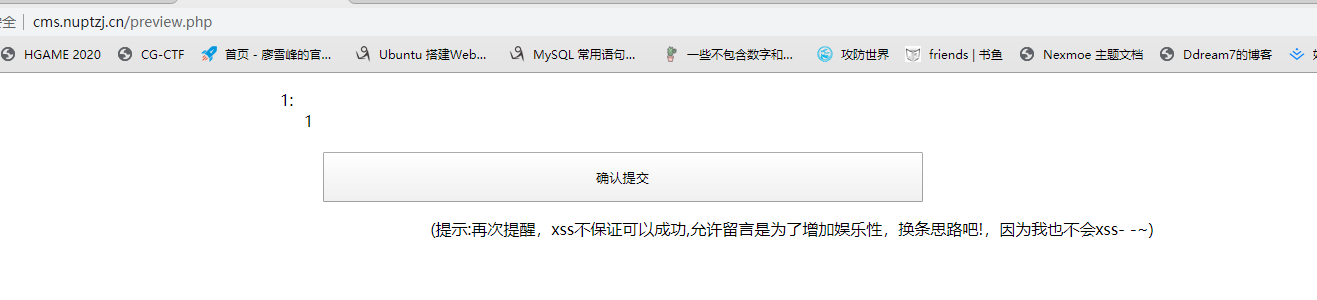 安全 | cms.nuptzj.cn/preview.php
HGAME 2020 CG-CTF 首页 - 廖雪峰的官... Ubuntu 搭建Web... MySQL 常用语句... 一些不包含数字和... 攻防世界 friends | 书鱼 Nexmoe 主题文档 Ddream7的博客
1:
1
确认提交
(提示:再次提醒，xss不保证可以成功,允许留言是为了增加娱乐性，换条思路吧!，因为我也不会xss- -~)